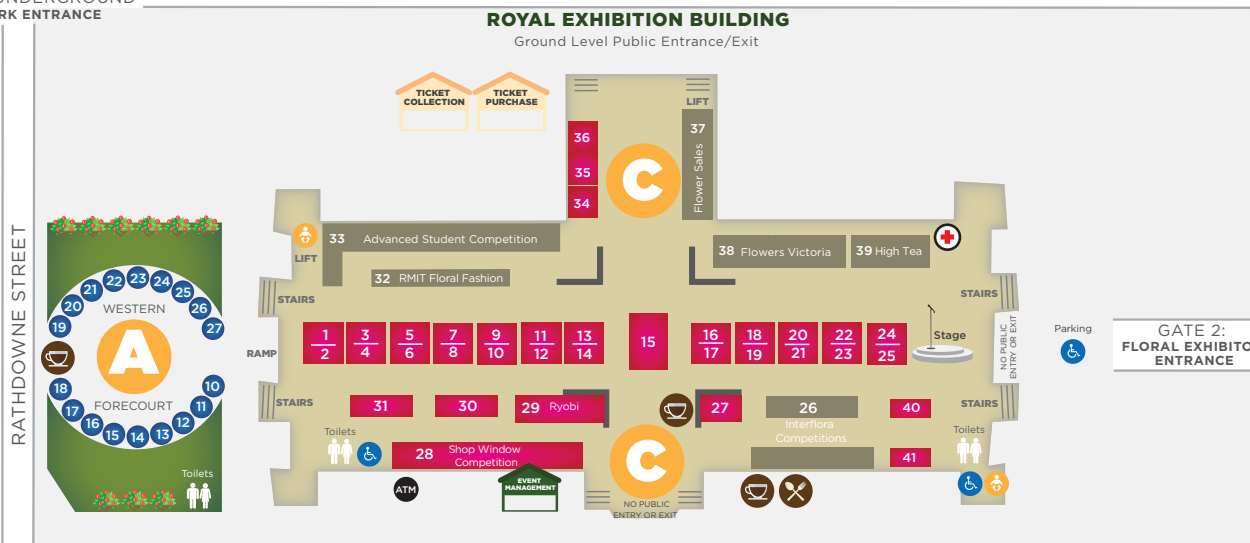 UNDERGROUND
RK ENTRANCE
ROYAL EXHIBITION BUILDING
Ground Level Public Entrance/Exit
TICKET
COLLECTION
TICKET
PURCHASE
LIFT
36
37
35
34
C
Flower Sales
RATHDOWNE STREET
33 Advanced Student Competition
LIFT
32 RMIT Floral Fashion
38 Flowers Victoria
39 High Tea
STAIRS
STAIRS
19
20
21
22
23
24
25
26
27
WESTERN
A
FORECOURT
18
17
16
15
14
13
12
11
10
Toilets
RAMP
1
2
3
4
5
6
7
8
9
10
11
12
13
14
15
16
17
18
19
20
21
22
23
24
25
Stage
NO PUBLIC
ENTRY OR EXIT
Parking
GATE 2:
FLORAL EXHIBITO
ENTRANCE
STAIRS
31
30
29 Ryobi
27
26
Interflora
Competitions
40
STAIRS
Toilets
28 Shop Window
Competition
C
41
Toilets
ATM
EVENT
MANAGEMENT
NO PUBLIC
ENTRY OR EXIT